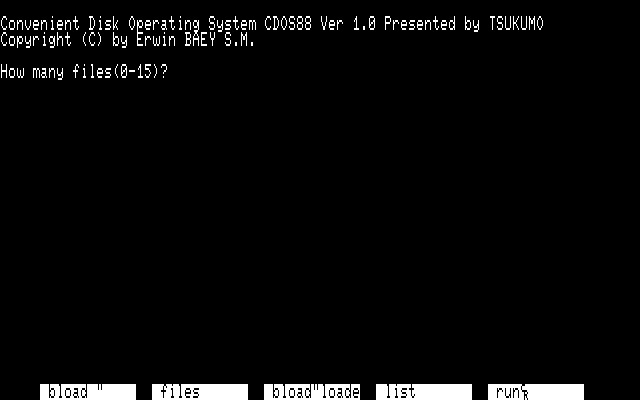 Convenient Disk Operating System CDOS88 Ver 1.0 Presented by TSUKUMO
Copyright (C) by Erwin BAEY S.M.
How many files(0-15)?
bload " files bload"loade list run␍